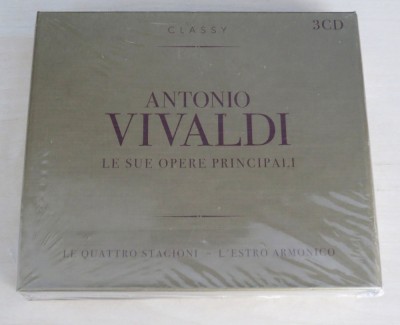 CLASSY
3CD
ANTONIO
VIVALDI
LE SUE OPERE PRINCIPALI
LE QUATTRO STAGIONI - L'ESTRO ARMONICO